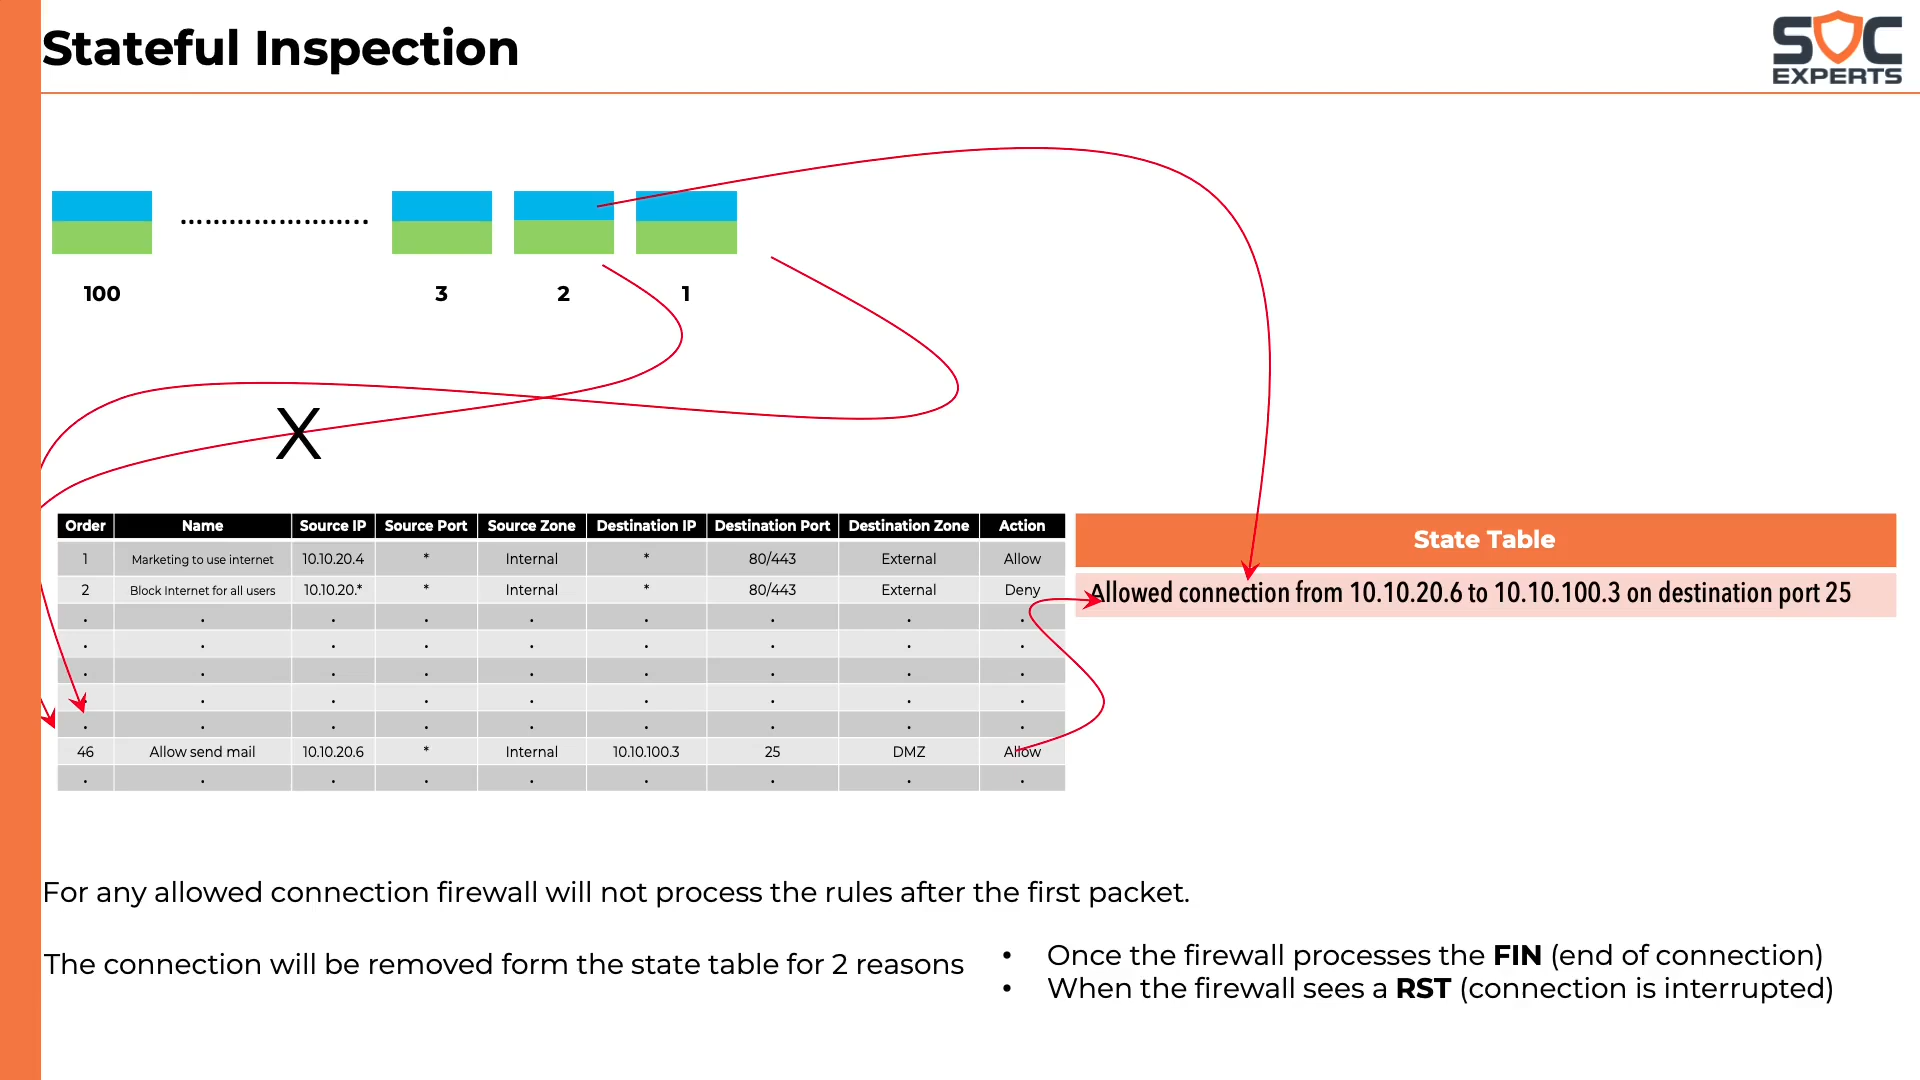 Stateful Inspection
SOC
EXPERTS
100 ...................... 3 2 1
X
Order Name Source IP Source Port Source Zone Destination IP Destination Port Destination Zone Action
1 Marketing to use internet 10.10.20.4 * Internal * 80/443 External Allow
2 Block Internet for all users 10.10.20.* * Internal * 80/443 External Deny
. . . . . . . . .
. . . . . . . . .
. . . . . . . . .
. . . . . . . . .
. . . . . . . . .
46 Allow send mail 10.10.20.6 * Internal 10.10.100.3 25 DMZ Allow
. . . . . . . . .
State Table
Allowed connection from 10.10.20.6 to 10.10.100.3 on destination port 25
For any allowed connection firewall will not process the rules after the first packet.
The connection will be removed form the state table for 2 reasons
• Once the firewall processes the FIN (end of connection)
• When the firewall sees a RST (connection is interrupted)